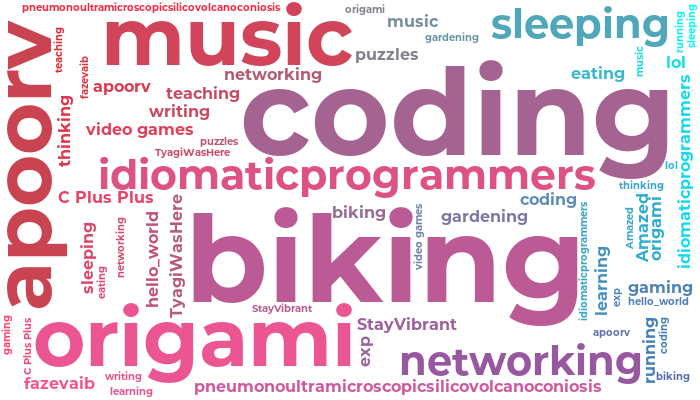 pneumonoultramicroscopicsilicovolcanoconiosis
origami
music
music
sleeping
running
sleeping
gardening
teaching
puzzles
lol
music
fazevaib
networking
eating
apoorv
apoorv
teaching
coding
idiomaticprogrammers
writing
thinking
video games
puzzles
TyagiWasHere
idiomaticprogrammers
lol
thinking
C Plus Plus
coding
biking
gardening
biking
sleeping
eating
networking
hello_world
TyagiWasHere
video games
idiomaticprogrammers
Amazed
Amazed
origami
learning
exp
gaming
hello_world
StayVibrant
origami
StayVibrant
exp
gaming
C Plus Plus
apoorv
running
coding
networking
biking
fazevaib
writing
learning
pneumonoultramicroscopicsilicovolcanoconiosis